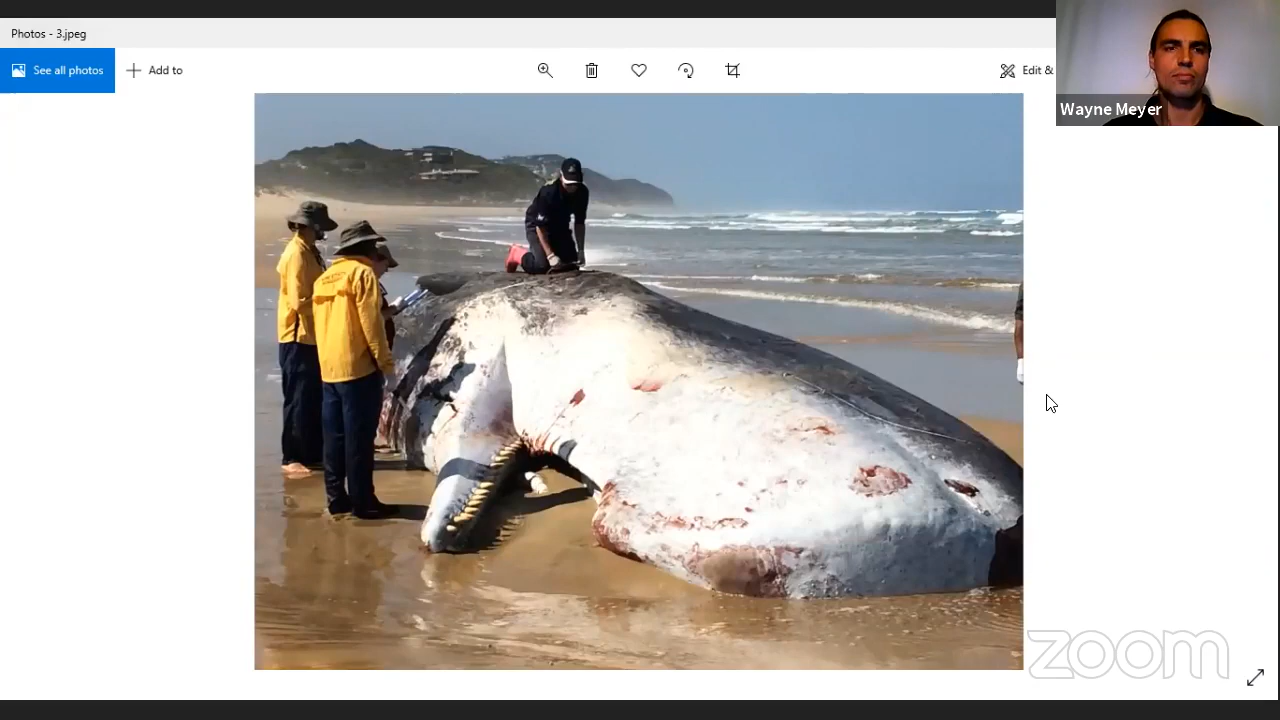 Photos - 3.jpeg
See all photos
Add to
Edit &
Wayne Meyer
zoom